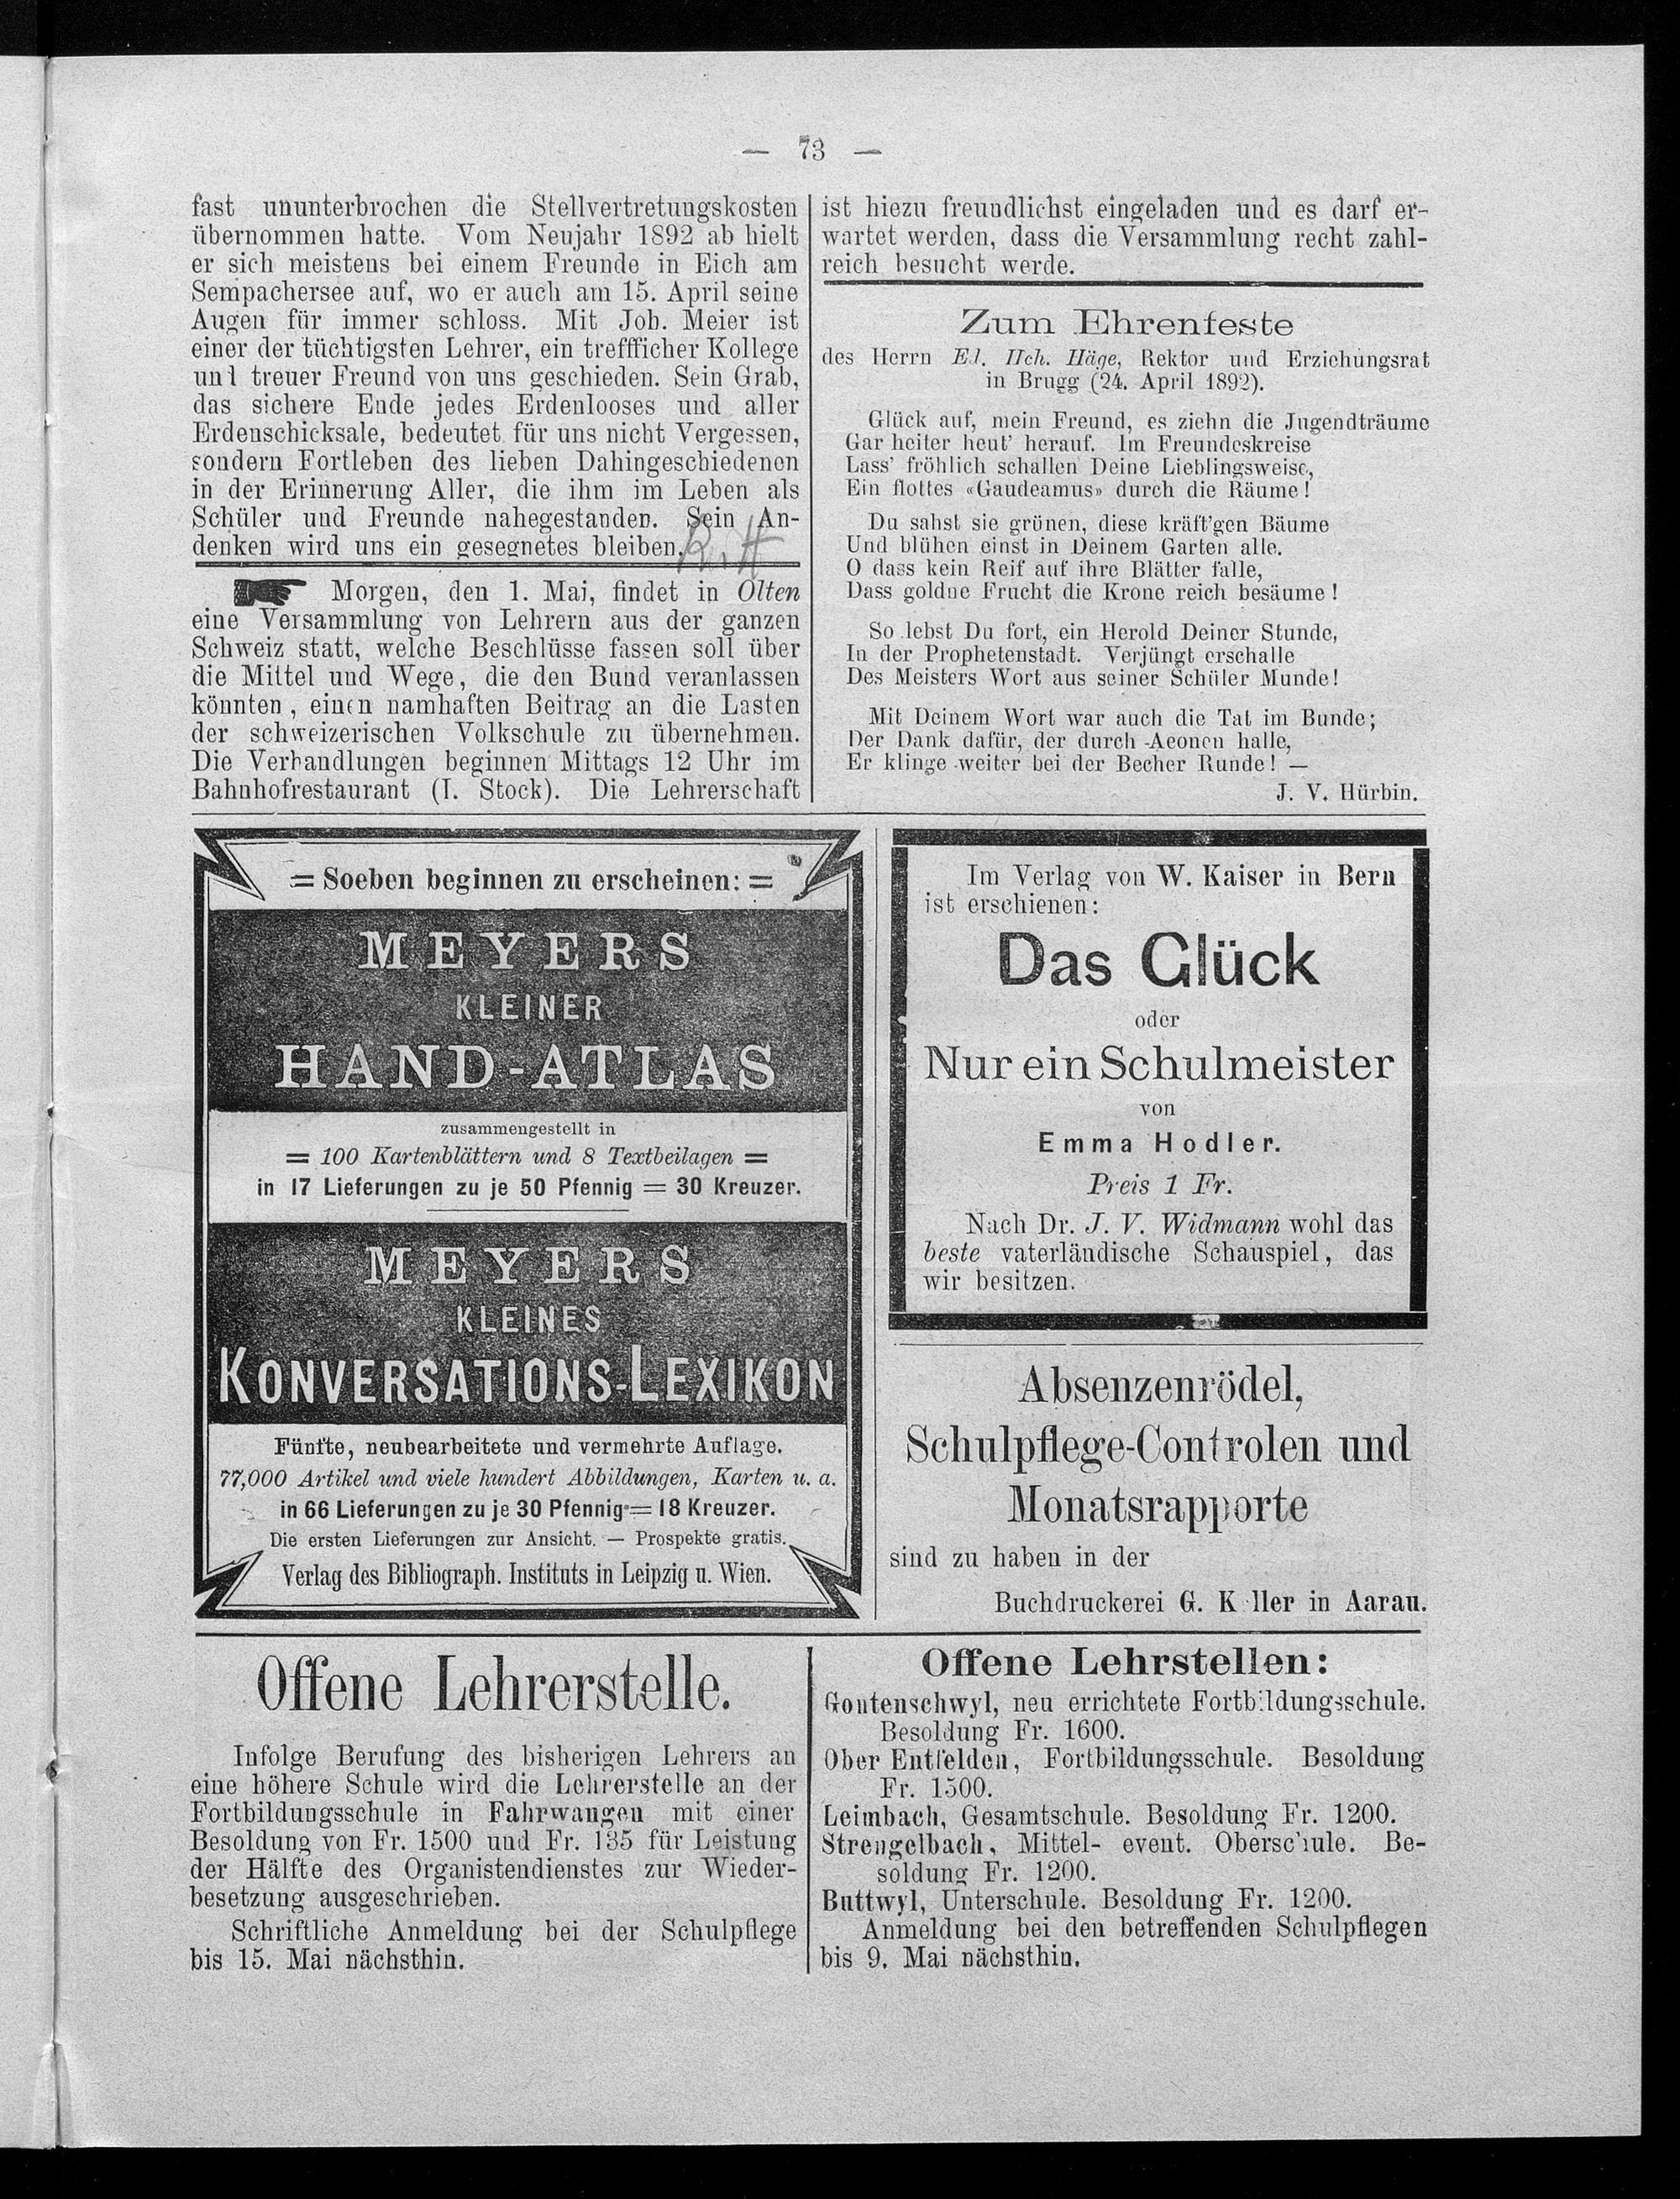 — 73 —
fast ununterbrochen die Stellvertretungskosten
übernommen hatte. Vom Neujahr 1892 ab hielt
er sich meistens bei einem Freunde in Eich am
Sempachersee auf, wo er auch am 15. April seine
Augen für immer schloss. Mit Joh. Meier ist
einer der tüchtigsten Lehrer, ein treffficher Kollege
und treuer Freund von uns geschieden. Sein Grab,
das sichere Ende jedes Erdenlooses und aller
Erdenschicksale, bedeutet für uns nicht Vergessen,
sondern Fortleben des lieben Dahingeschiedenen
in der Erinnerung Aller, die ihm im Leben als
Schüler und Freunde nahegestanden. Sein An-
denken wird uns ein gesegnetes bleiben.
Morgen, den 1. Mai, findet in Olten
eine Versammlung von Lehrern aus der ganzen
Schweiz statt, welche Beschlüsse fassen soll über
die Mittel und Wege, die den Bund veranlassen
könnten, einen namhaften Beitrag an die Lasten
der schweizerischen Volkschule zu übernehmen.
Die Verhandlungen beginnen Mittags 12 Uhr im
Bahnhofrestaurant (I. Stock). Die Lehrerschaft
ist hiezu freundlichst eingeladen und es darf er-
wartet werden, dass die Versammlung recht zahl-
reich besucht werde.
Zum Ehrenfeste
des Herrn Häge, Rektor und Erziehungsrat
in Brugg (24. April 1892).
Glück auf, mein Freund, es ziehn die Jugendträume
Gar heiter heut' herauf. Im Freundeskreise
Lass' fröhlich schallen Deine Lieblingsweise,
Ein flottes «Gaudeamus» durch die Räume!
Du sahst sie grünen, diese kräft'gen Bäume
Und blühen einst in Deinem Garten alle.
O dass kein Reif auf ihre Blätter falle,
Dass goldne Frucht die Krone reich besäume!
So lebst Du fort, ein Herold Deiner Stunde,
In der Prophetenstadt. Verjüngt erschalle
Des Meisters Wort aus seiner Schüler Munde!
Mit Deinem Wort war auch die Tat im Bunde;
Der Dank dafür, der durch Aeonen halle,
Er klinge weiter bei der Becher Runde! —
J. V. Hürbin.
= Soeben beginnen zu erscheinen: =
MEYERS
KLEINER
HAND-ATLAS
zusammengestellt in
= 100 Kartenblättern und 8 Textbeilagen =
in 17 Lieferungen zu je 50 Pfennig = 30 Kreuzer.
MEYERS
KLEINES
KONVERSATIONS-LEXIKON
Fünfte, neubearbeitete und vermehrte Auflage.
77,000 Artikel und viele hundert Abbildungen, Karten u. a.
in 66 Lieferungen zu je 30 Pfennig = 18 Kreuzer.
Die ersten Lieferungen zur Ansicht. — Prospekte gratis.
Verlag des Bibliograph. Instituts in Leipzig u. Wien.
Im Verlag von W. Kaiser in Bern
ist erschienen:
Das Glück
oder
Nur ein Schulmeister
von
Emma Hodler.
Preis 1 Fr.
Nach Dr. J. V. Widmann wohl das
beste vaterländische Schauspiel, das
wir besitzen.
Absenzenrödel,
Schulpflege-Controlen und
Monatsrapporte
sind zu haben in der
Buchdruckerei G. Keller in Aarau.
Offene Lehrerstelle.
Infolge Berufung des bisherigen Lehrers an
eine höhere Schule wird die Lehrerstelle an der
Fortbildungsschule in Fahrwangen mit einer
Besoldung von Fr. 1500 und Fr. 135 für Leistung
der Hälfte des Organistendienstes zur Wieder-
besetzung ausgeschrieben.
Schriftliche Anmeldung bei der Schulpflege
bis 15. Mai nächsthin.
Offene Lehrstellen:
Gontenschwyl, neu errichtete Fortbildungsschule.
Besoldung Fr. 1600.
Ober Entfelden, Fortbildungsschule. Besoldung
Fr. 1500.
Leimbach, Gesamtschule. Besoldung Fr. 1200.
Strengelbach, Mittel- event. Oberschule. Be-
soldung Fr. 1200.
Buttwyl, Unterschule. Besoldung Fr. 1200.
Anmeldung bei den betreffenden Schulpflegen
bis 9. Mai nächsthin.